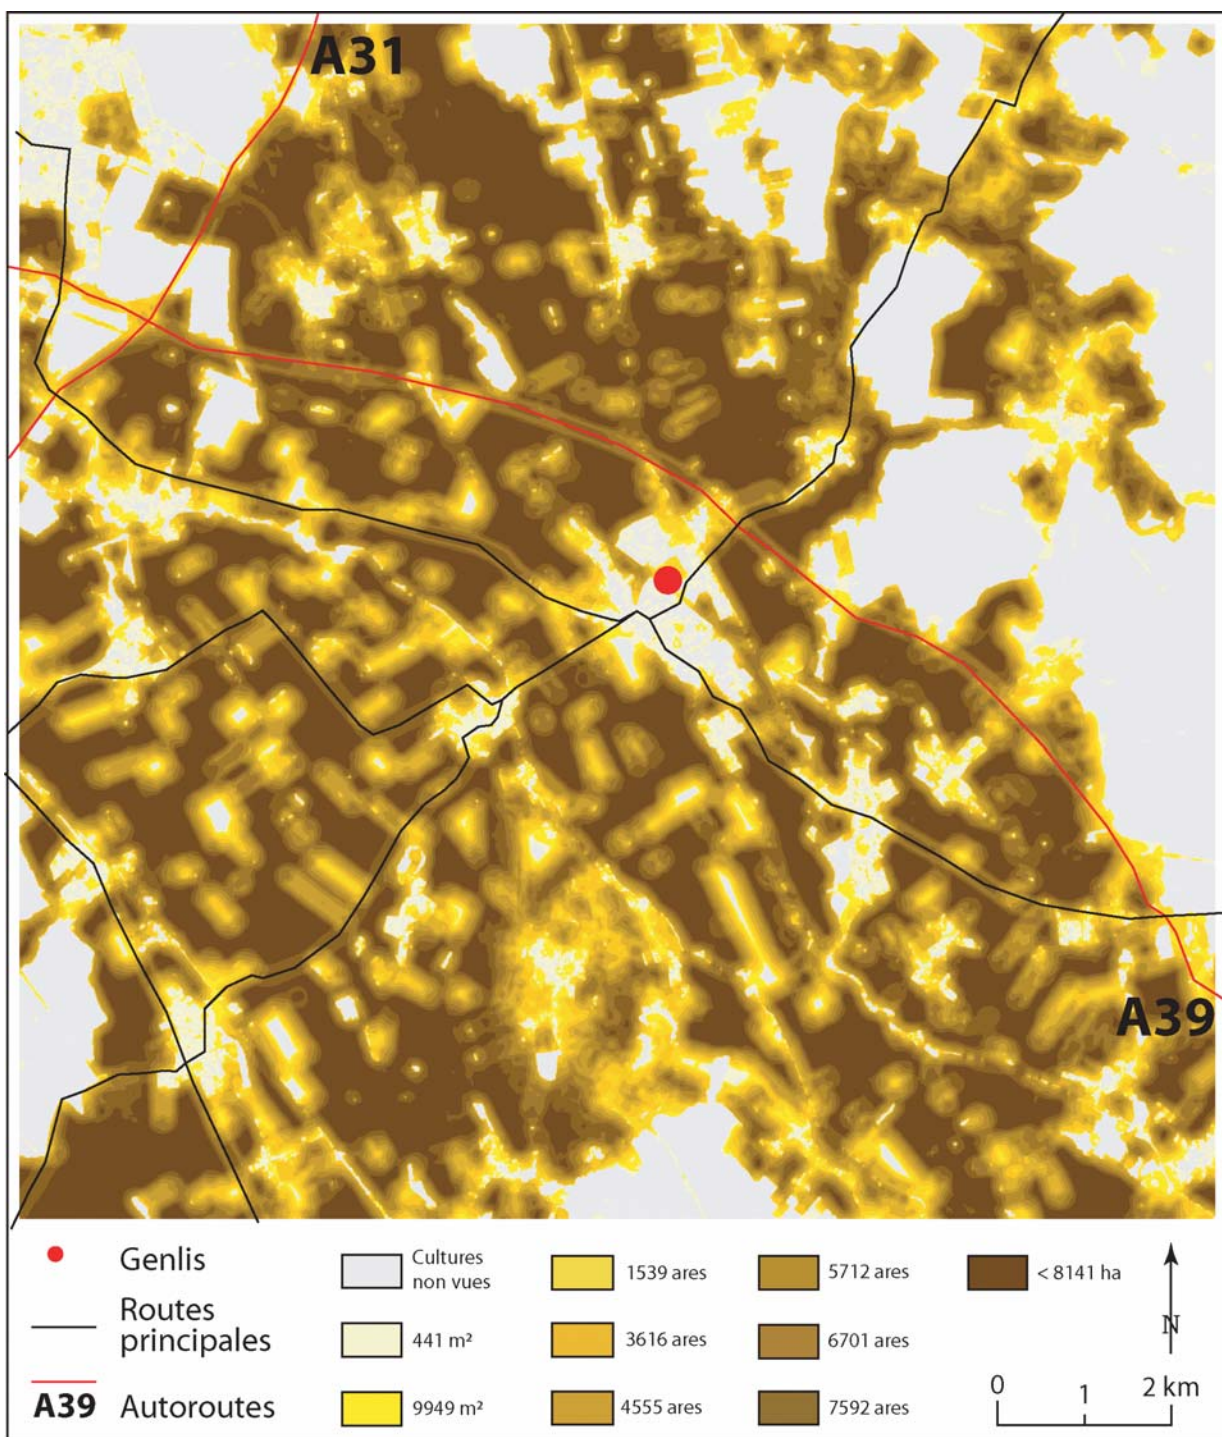 A31
A39
Genlis
Routes
principales
A39 Autoroutes
Cultures
non vues
441 m²
9949 m²
1539 ares
3616 ares
4555 ares
5712 ares
6701 ares
7592 ares
< 8141 ha
N
0 1 2 km